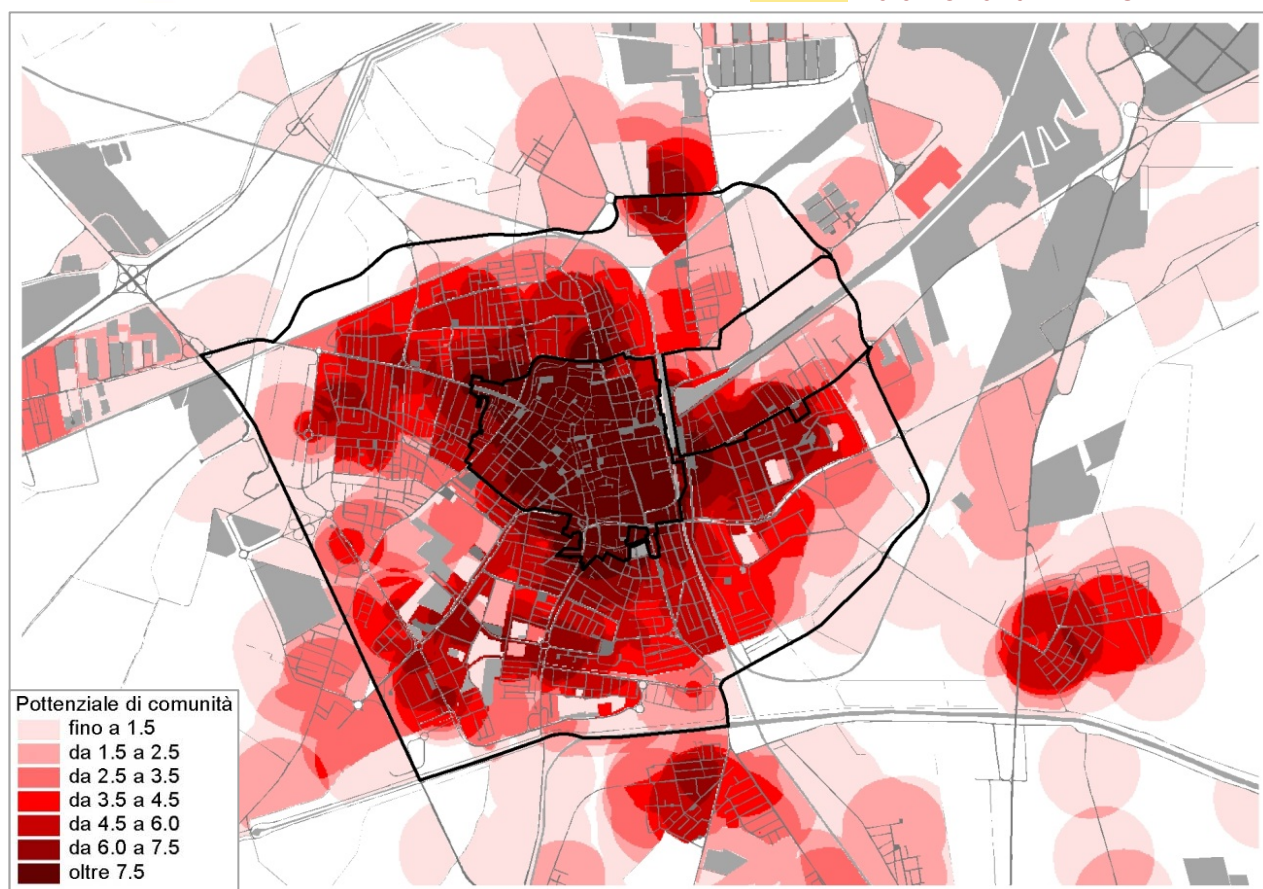 Pottenziale di comunità
fino a 1.5
da 1.5 a 2.5
da 2.5 a 3.5
da 3.5 a 4.5
da 4.5 a 6.0
da 6.0 a 7.5
oltre 7.5